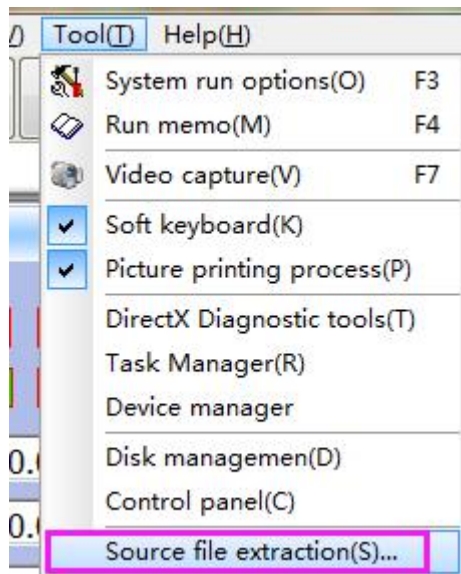 Tool(T) Help(H)
System run options(O) F3
Run memo(M) F4
Video capture(V) F7
Soft keyboard(K)
Picture printing process(P)
DirectX Diagnostic tools(T)
Task Manager(R)
Device manager
Disk managemen(D)
Control panel(C)
Source file extraction(S)...